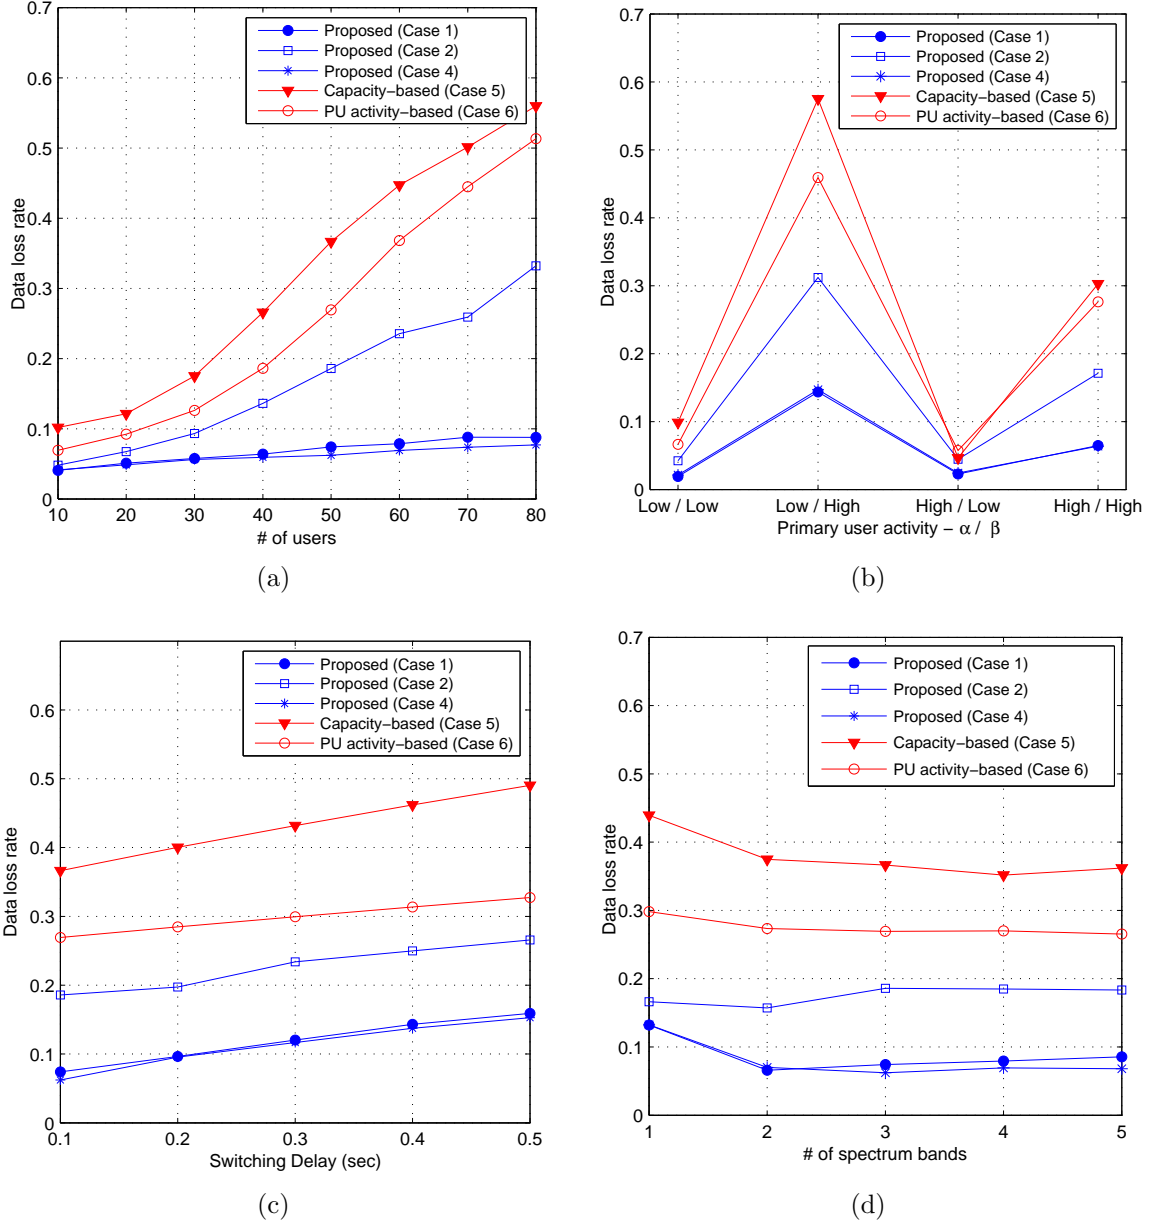 0.7
0.6
0.5
0.4
0.3
0.2
0.1
0
Data loss rate
Proposed (Case 1)
Proposed (Case 2)
Proposed (Case 4)
Capacity−based (Case 5)
PU activity−based (Case 6)
10 20 30 40 50 60 70 80
# of users
(a)
0.7
0.6
0.5
0.4
0.3
0.2
0.1
0
Data loss rate
Proposed (Case 1)
Proposed (Case 2)
Proposed (Case 4)
Capacity−based (Case 5)
PU activity−based (Case 6)
Low / Low Low / High High / Low High / High
Primary user activity − α / β
(b)
0.6
0.5
0.4
0.3
0.2
0.1
0
Data loss rate
Proposed (Case 1)
Proposed (Case 2)
Proposed (Case 4)
Capacity−based (Case 5)
PU activity−based (Case 6)
0.1 0.2 0.3 0.4 0.5
Switching Delay (sec)
(c)
0.7
0.6
0.5
0.4
0.3
0.2
0.1
0
Data loss rate
Proposed (Case 1)
Proposed (Case 2)
Proposed (Case 4)
Capacity−based (Case 5)
PU activity−based (Case 6)
1 2 3 4 5
# of spectrum bands
(d)